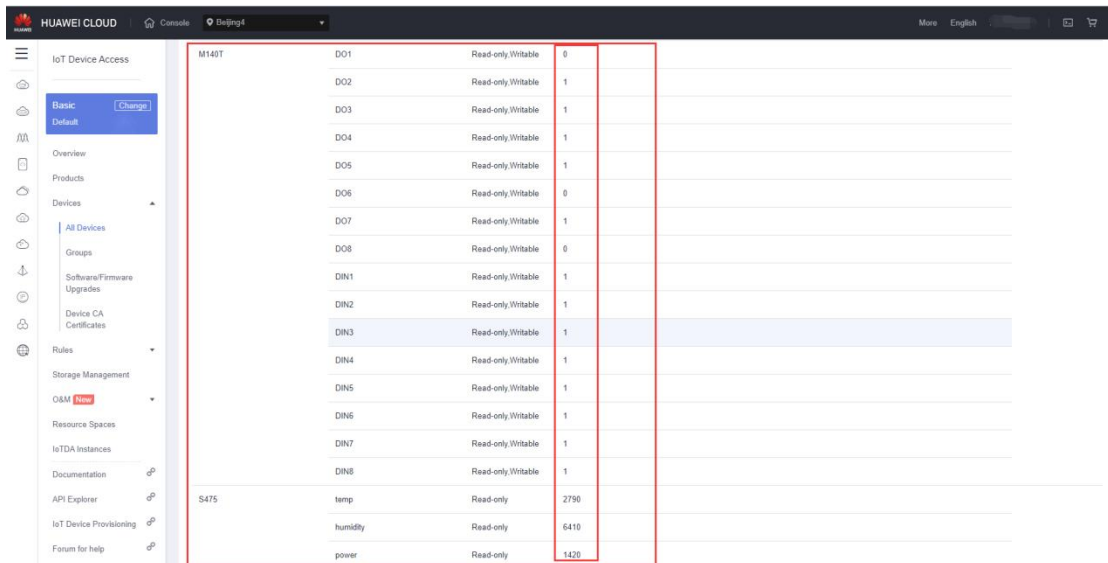 HUAWEI
HUAWEI CLOUD
Console
Beijing4
More
English
IoT Device Access
Basic
Change
Default
Overview
Products
Devices
All Devices
Groups
Software/Firmware
Upgrades
Device CA
Certificates
Rules
Storage Management
O&M New
Resource Spaces
IoTDA Instances
Documentation
API Explorer
IoT Device Provisioning
Forum for help
M140T DO1 Read-only,Writable 0
DO2 Read-only,Writable 1
DO3 Read-only,Writable 1
DO4 Read-only,Writable 1
DO5 Read-only,Writable 1
DO6 Read-only,Writable 0
DO7 Read-only,Writable 1
DO8 Read-only,Writable 0
DIN1 Read-only,Writable 1
DIN2 Read-only,Writable 1
DIN3 Read-only,Writable 1
DIN4 Read-only,Writable 1
DIN5 Read-only,Writable 1
DIN6 Read-only,Writable 1
DIN7 Read-only,Writable 1
DIN8 Read-only,Writable 1
S475 temp Read-only 2790
humidity Read-only 6410
power Read-only 1420